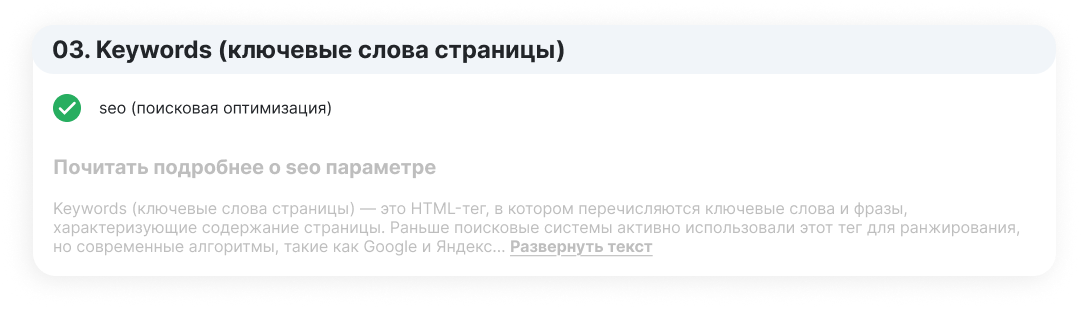 03. Keywords (ключевые слова страницы)
seo (поисковая оптимизация)
Почитать подробнее о seo параметре
Keywords (ключевые слова страницы) — это HTML-тег, в котором перечисляются ключевые слова и фразы,
характеризующие содержание страницы. Раньше поисковые системы активно использовали этот тег для ранжирования,
но современные алгоритмы, такие как Google и Яндекс... Развернуть текст